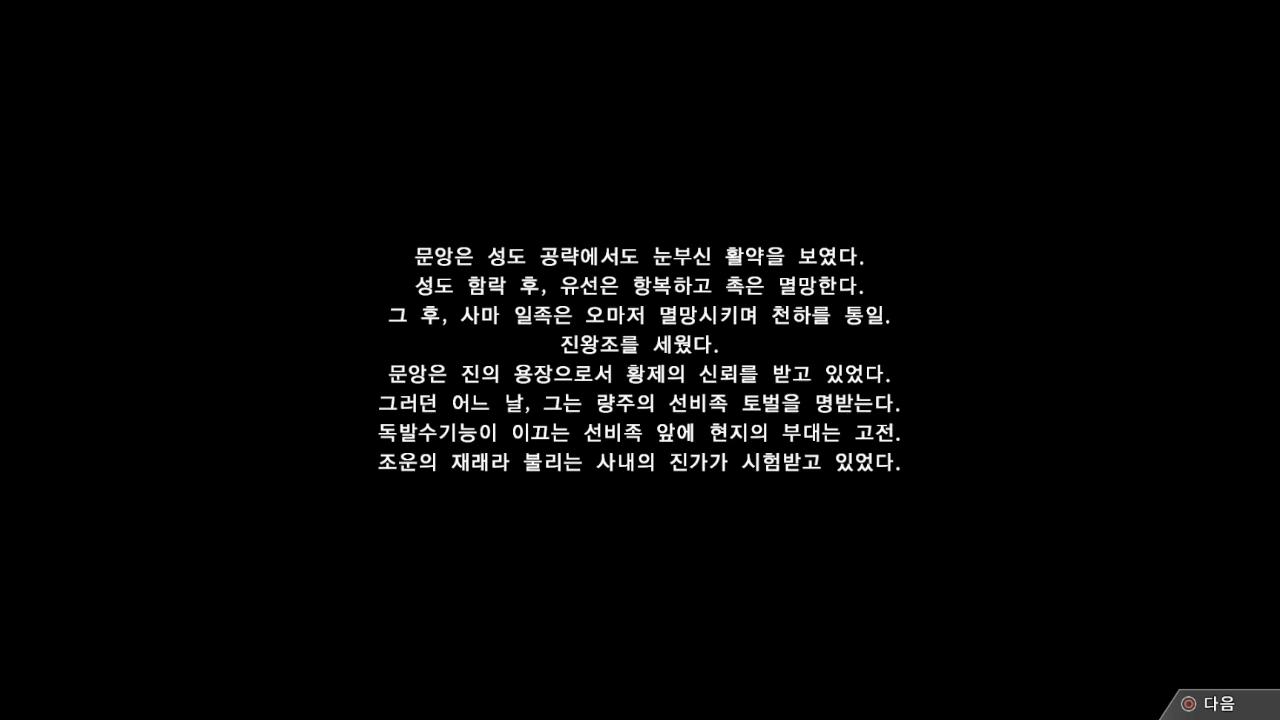 문앙은 성도 공략에서도 눈부신 활약을 보였다.
성도 함락 후, 유선은 항복하고 촉은 멸망한다.
그 후, 사마 일족은 오마저 멸망시키며 천하를 통일.
진왕조를 세웠다.
문앙은 진의 용장으로서 황제의 신뢰를 받고 있었다.
그러던 어느 날, 그는 량주의 선비족 토벌을 명받는다.
독발수기능이 이끄는 선비족 앞에 현지의 부대는 고전.
조운의 재래라 불리는 사내의 진가가 시험받고 있었다.
다음